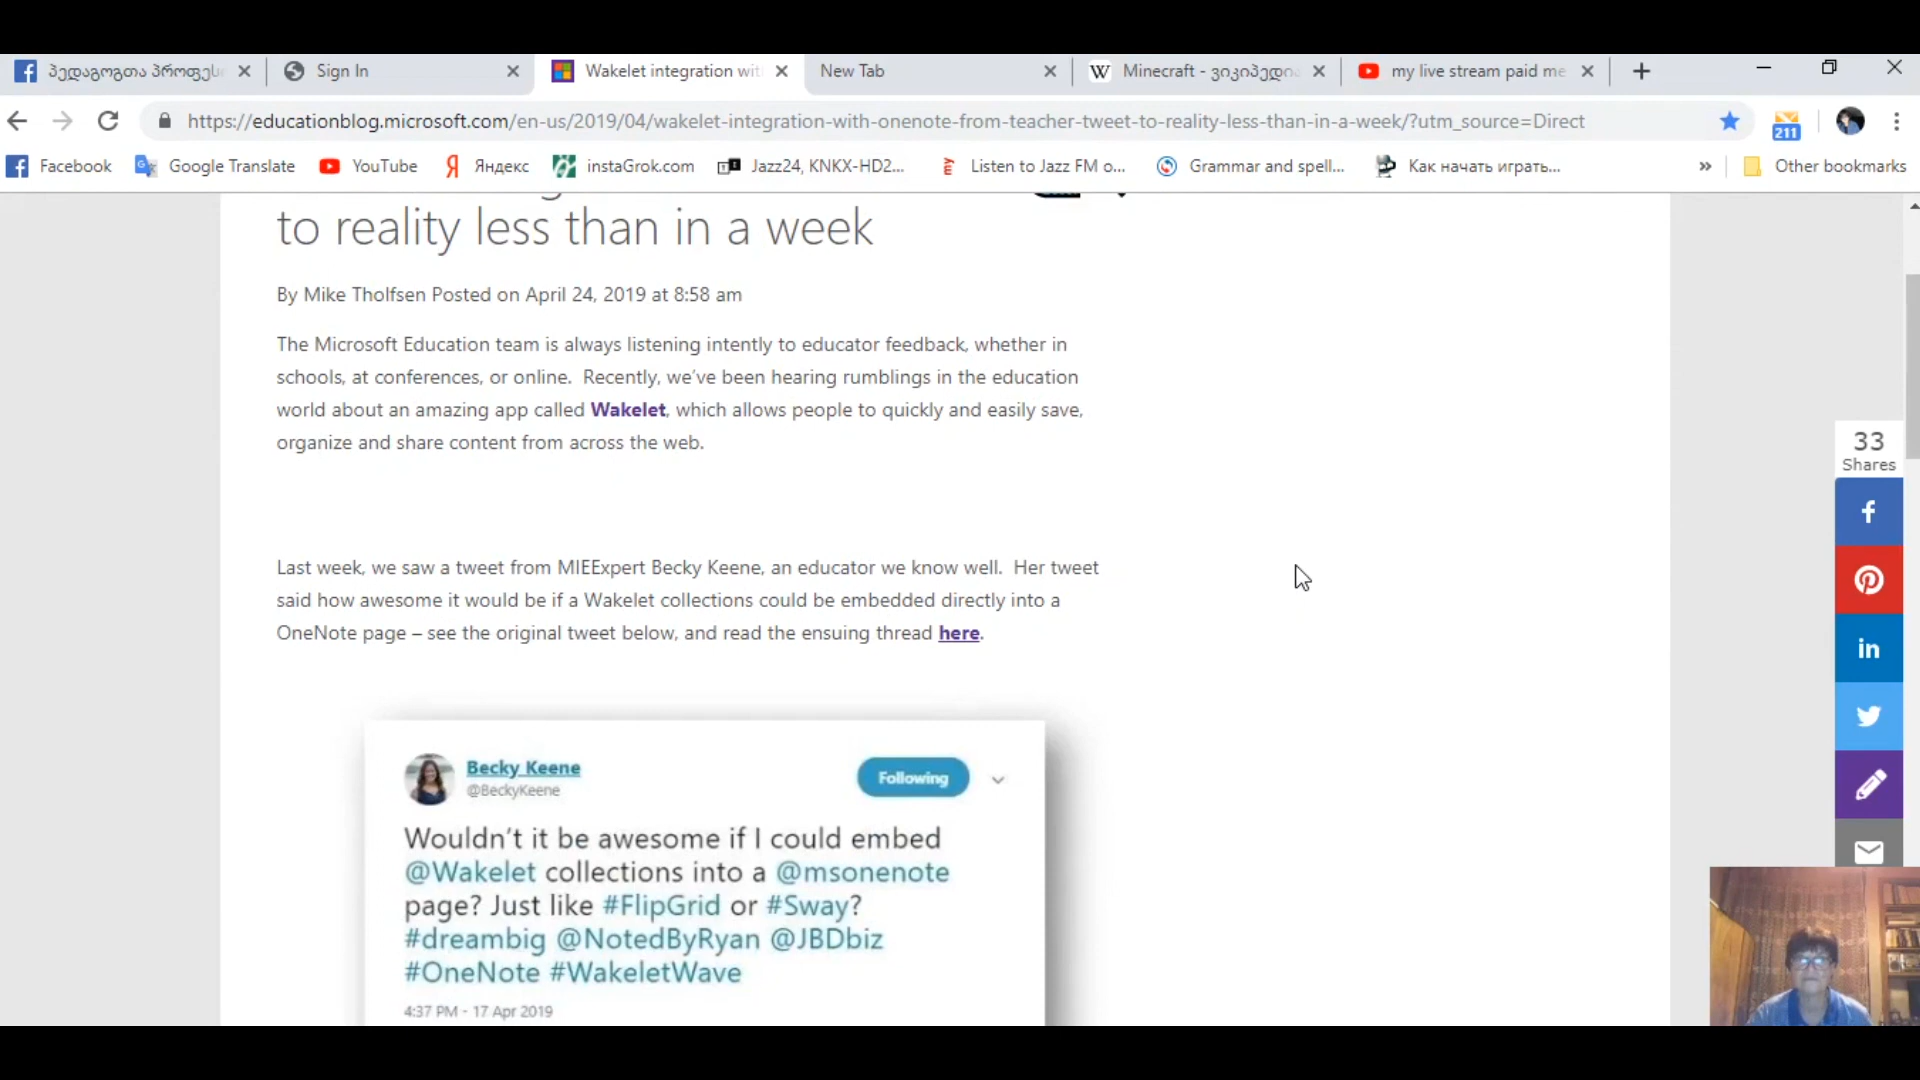 პედაგოგთა პროფეს
Sign In
Wakelet integration wit
New Tab
Minecraft - ვიკიპედია
my live stream paid me
https://educationblog.microsoft.com/en-us/2019/04/wakelet-integration-with-onenote-from-teacher-tweet-to-reality-less-than-in-a-week/?utm_source=Direct
211
Facebook
Google Translate
YouTube
Яндекс
instaGrok.com
Jazz24, KNKX-HD2...
Listen to Jazz FM o...
Grammar and spell...
Как начать играть...
»
Other bookmarks
to reality less than in a week
By Mike Tholfsen Posted on April 24, 2019 at 8:58 am
The Microsoft Education team is always listening intently to educator feedback, whether in
schools, at conferences, or online. Recently, we've been hearing rumblings in the education
world about an amazing app called Wakelet, which allows people to quickly and easily save,
organize and share content from across the web.
33
Shares
Last week, we saw a tweet from MIEExpert Becky Keene, an educator we know well. Her tweet
said how awesome it would be if a Wakelet collections could be embedded directly into a
OneNote page – see the original tweet below, and read the ensuing thread here.
Becky Keene
@BeckyKeene
Following
Wouldn't it be awesome if I could embed
@Wakelet collections into a @msonenote
page? Just like #FlipGrid or #Sway?
#dreambig @NotedByRyan @JBDbiz
#OneNote #WakeletWave
4:37 PM - 17 Apr 2019